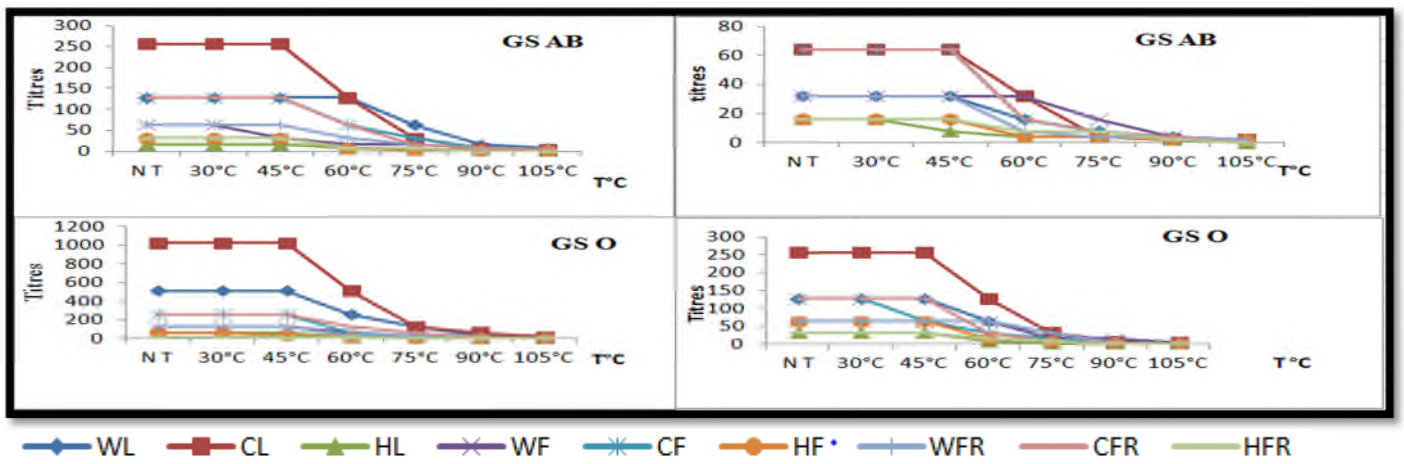 GS AB
300
250
200
150
100
50
0
Titres
N T 30°C 45°C 60°C 75°C 90°C 105°C
T°C
GS AB
80
60
40
20
0
titres
N T 30°C 45°C 60°C 75°C 90°C 105°C
T°C
GS O
1200
1000
800
600
400
200
0
Titres
N T 30°C 45°C 60°C 75°C 90°C 105°C
T°C
GS O
300
250
200
150
100
50
0
Titres
N T 30°C 45°C 60°C 75°C 90°C 105°C
T °C
WL CL HL WF CF HF WFR CFR HFR